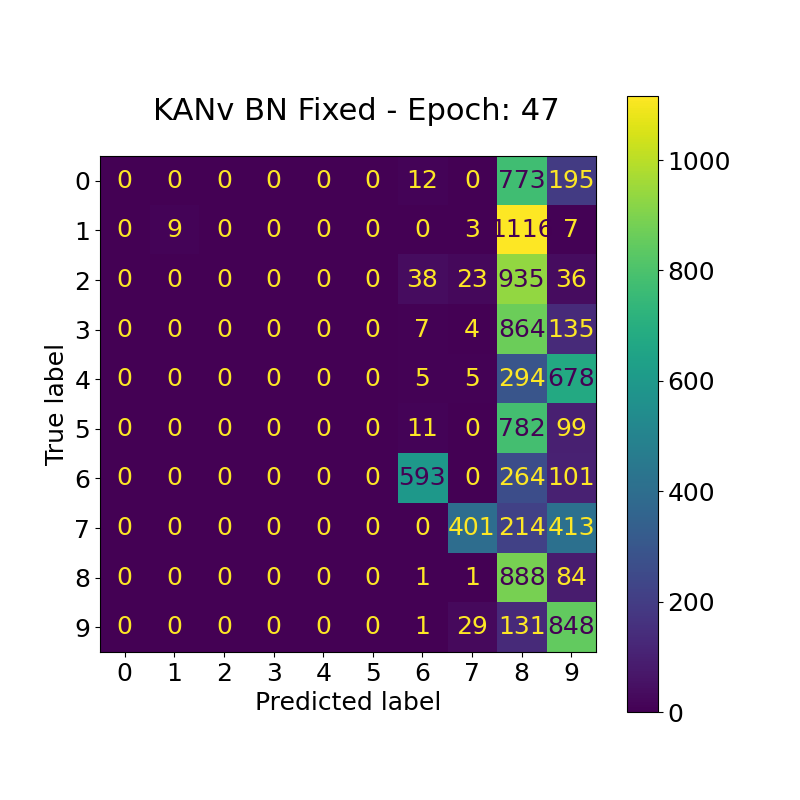 KANv BN Fixed - Epoch: 47
0 0 0 0 0 0 0 12 0 773 195
1 0 9 0 0 0 0 0 3 1116 7
2 0 0 0 0 0 0 38 23 935 36
3 0 0 0 0 0 0 7 4 864 135
4 0 0 0 0 0 0 5 5 294 678
5 0 0 0 0 0 0 11 0 782 99
6 0 0 0 0 0 0 593 0 264 101
7 0 0 0 0 0 0 0 401 214 413
8 0 0 0 0 0 0 1 1 888 84
9 0 0 0 0 0 0 1 29 131 848
0 1 2 3 4 5 6 7 8 9
Predicted label
True label
1000
800
600
400
200
0